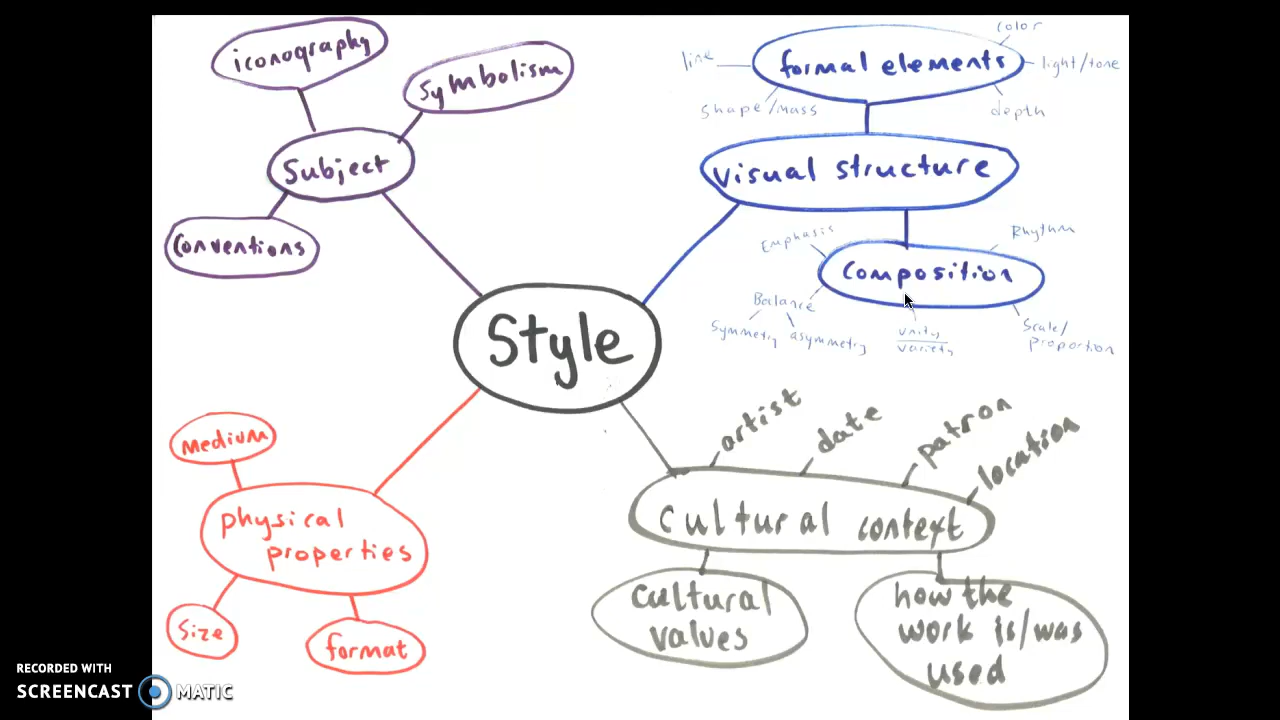 iconography
symbolism
Subject
Conventions
color
line
formal elements
light/tone
shape/mass
depth
visual structure
Emphasis
Rhythm
Composition
Balance
Symmetry
asymmetry
unity
variety
Scale/
proportion
Style
medium
physical
properties
Size
format
artist
date
patron
location
cultural context
cultural
values
how the
work is/was
used
RECORDED WITH
SCREENCAST MATIC